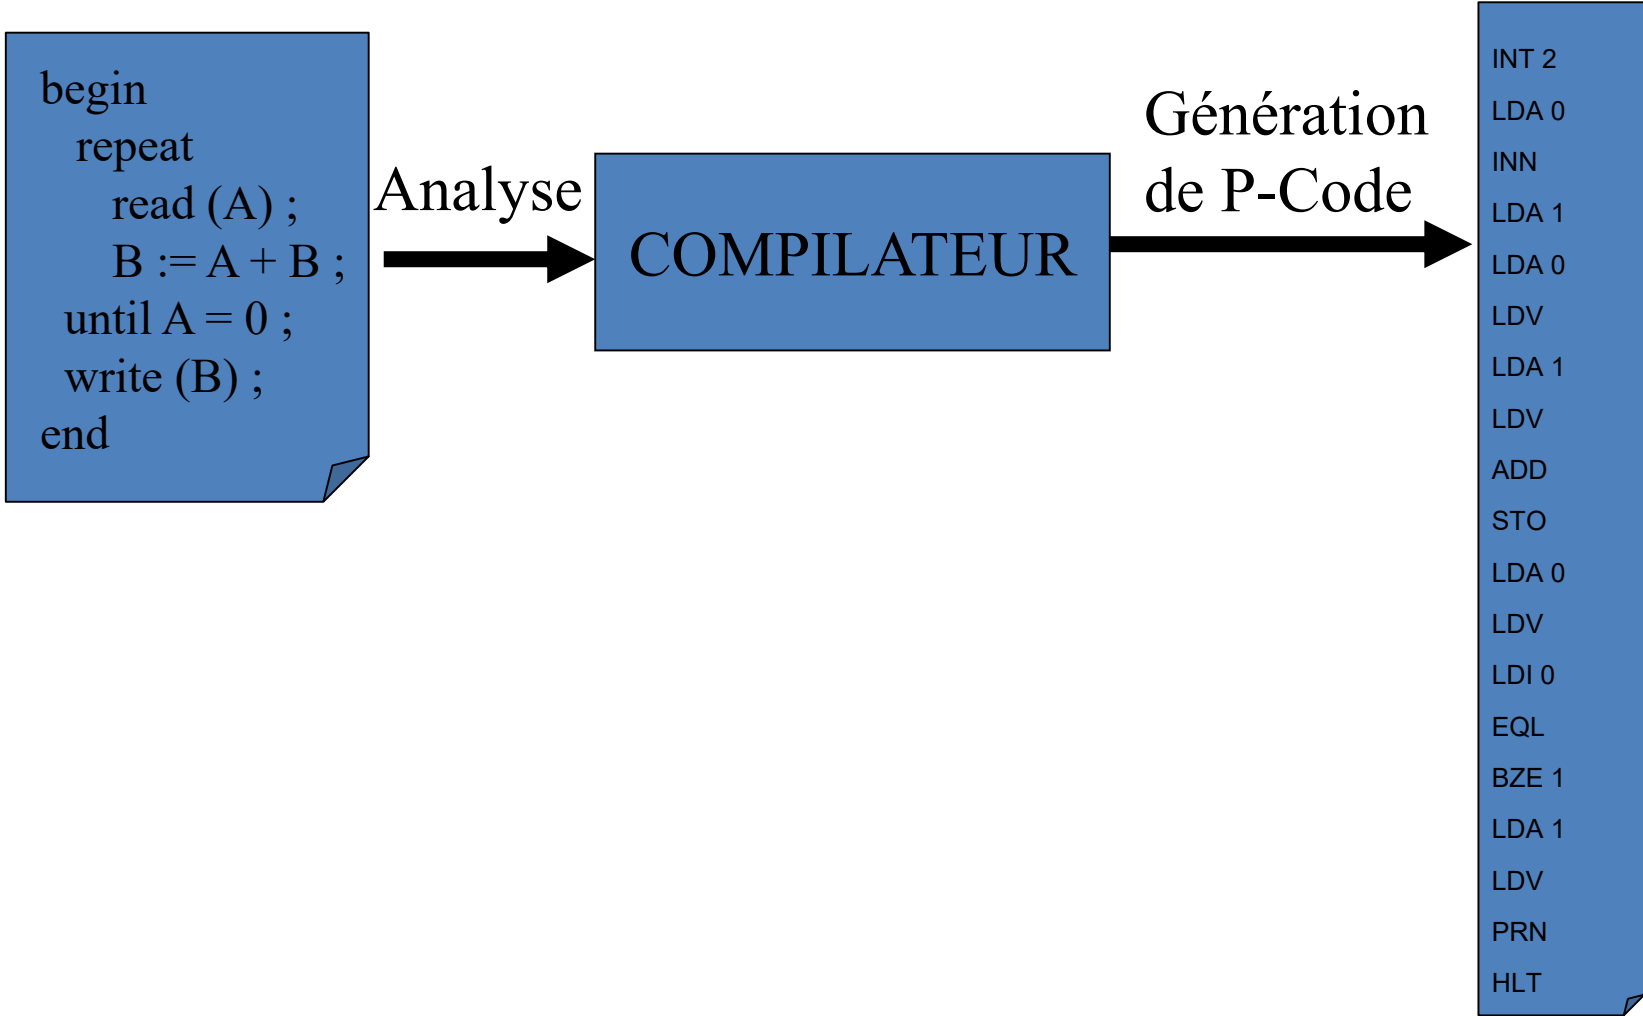 begin
repeat
read (A) ;
B := A + B ;
until A = 0 ;
write (B) ;
end
Analyse
COMPILATEUR
Génération
de P-Code
INT 2
LDA 0
INN
LDA 1
LDA 0
LDV
LDA 1
LDV
ADD
STO
LDA 0
LDV
LDI 0
EQL
BZE 1
LDA 1
LDV
PRN
HLT